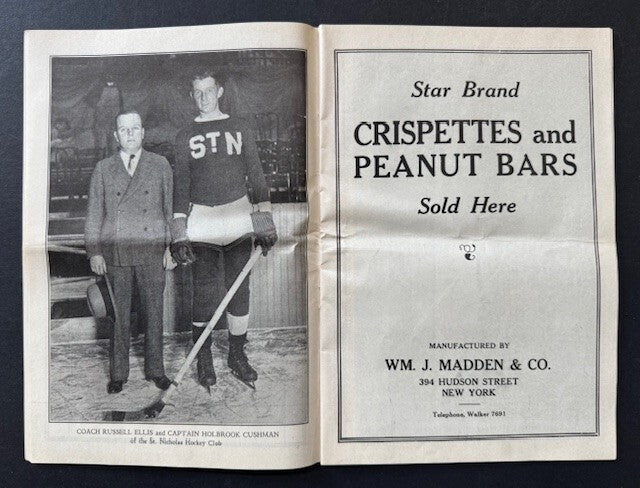 STN
COACH RUSSELL ELLIS and CAPTAIN HOLBROOK CUSHMAN
of the St. Nicholas Hockey Club
Star Brand
CRISPETTES and
PEANUT BARS
Sold Here
MANUFACTURED BY
WM. J. MADDEN & CO.
394 HUDSON STREET
NEW YORK
Telephone, Walker 7691